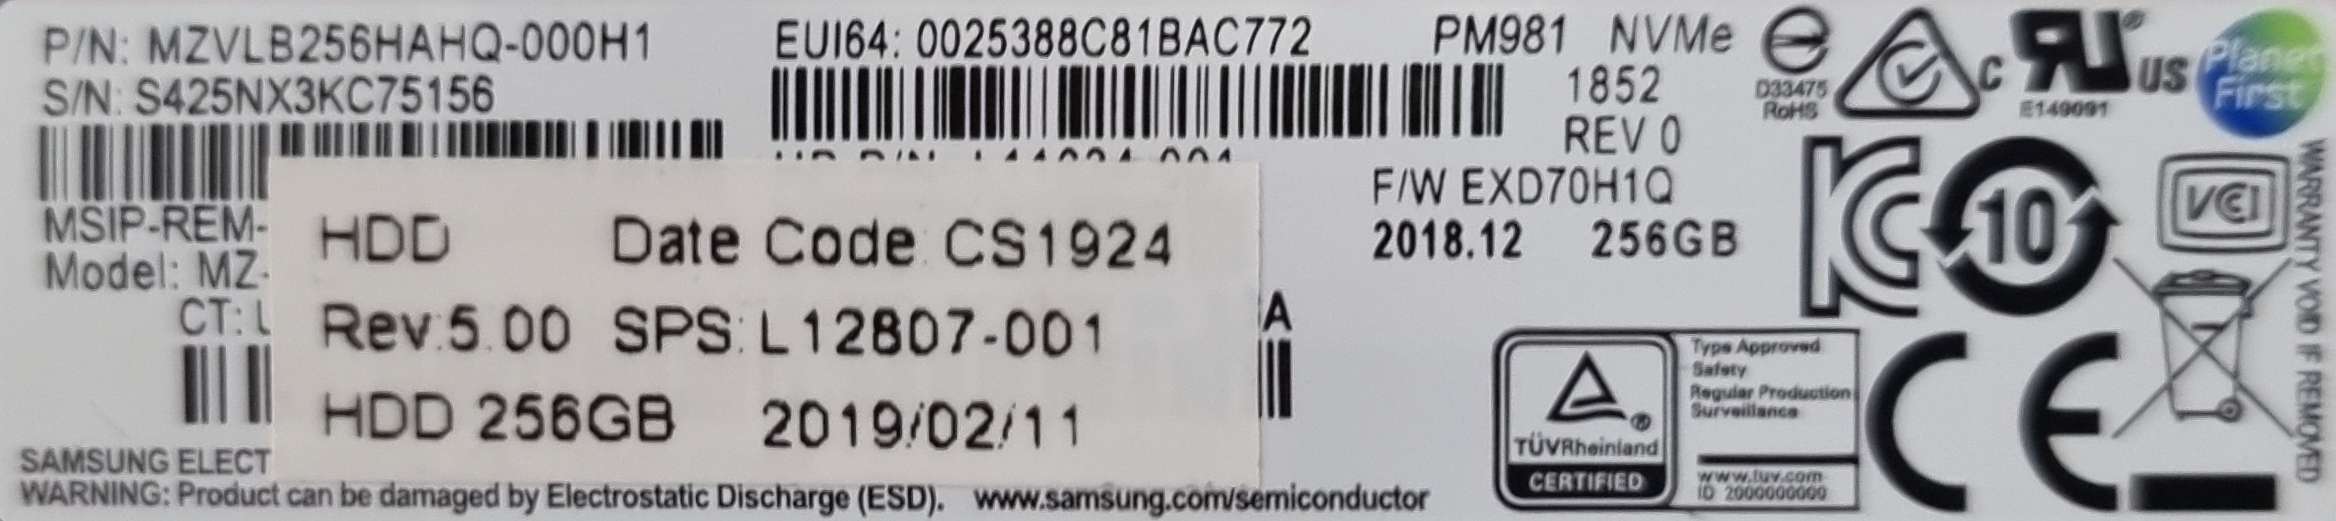 P/N: MZVLB256HAHQ-000H1
S/N: S425NX3KC75156
EUI64: 0025388C81BAC772
PM981 NVMe
1852
REV 0
F/W EXD70H1Q
2018.12 256GB
D33475
RoHS
C US
E149091
Planet
First
10
VCI
WARRANTY VOID IF REMOVED
MSIP-REM-
Model: MZ-
CT: L
A
HDD Date Code: CS1924
Rev:5.00 SPS:L12807-001
HDD 256GB 2019/02/11
TÜVRheinland
CERTIFIED
Type Approved
Safety
Regular Production
Surveillance
www.tuv.com
ID 2000000000
CE
SAMSUNG ELECT
WARNING: Product can be damaged by Electrostatic Discharge (ESD). www.samsung.com/semiconductor